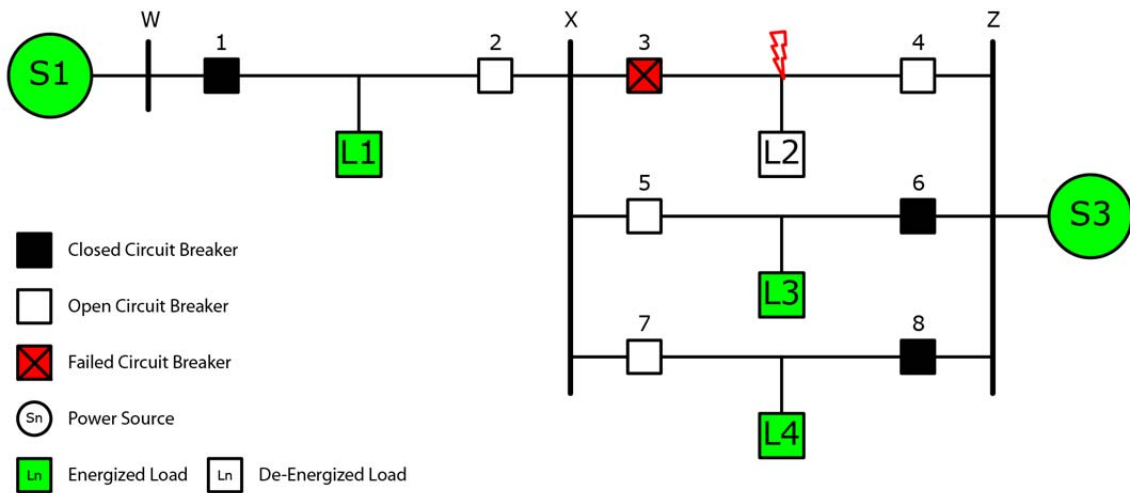 W
X
Z
1
2
3
4
S1
L1
L2
5
6
S3
L3
7
8
L4
Closed Circuit Breaker
Open Circuit Breaker
Failed Circuit Breaker
Sn Power Source
Ln Energized Load Ln De-Energized Load